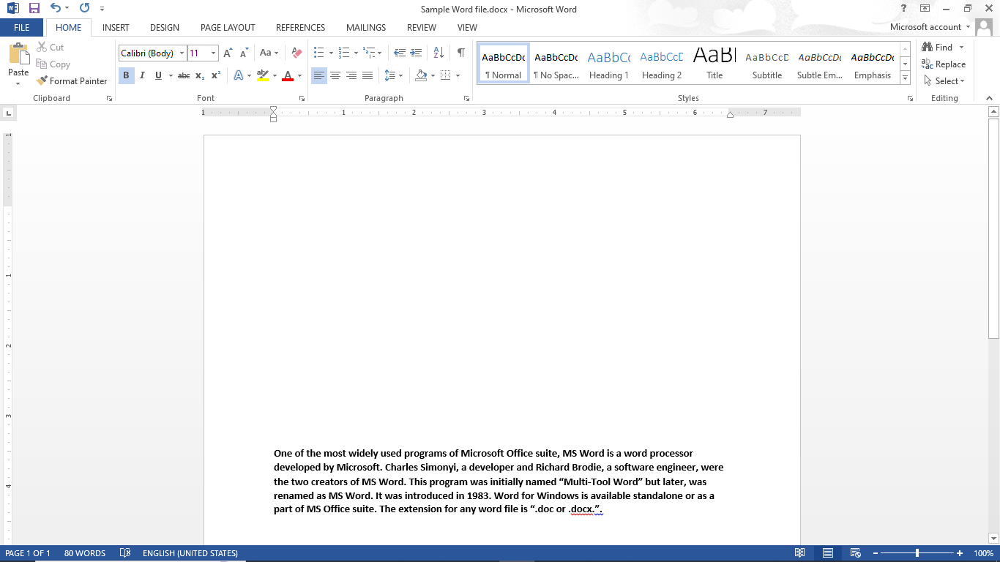 Sample Word file.docx - Microsoft Word
FILE HOME INSERT DESIGN PAGE LAYOUT REFERENCES MAILINGS REVIEW VIEW Microsoft account
Paste
Cut
Copy
Format Painter
Clipboard
Calibri (Body) 11
Font
Paragraph
AaBbCcDc AaBbCcDc AaBbCc AaBbCcD AaBl AaBbCcD AaBbCcDc AaBbCcDc
¶ Normal ¶ No Spac... Heading 1 Heading 2 Title Subtitle Subtle Em... Emphasis
Styles
Find
Replace
Select
Editing
1 1 2 3 4 5 6 7
1
1
2
3
4
One of the most widely used programs of Microsoft Office suite, MS Word is a word processor
developed by Microsoft. Charles Simonyi, a developer and Richard Brodie, a software engineer, were
the two creators of MS Word. This program was initially named “Multi-Tool Word” but later, was
renamed as MS Word. It was introduced in 1983. Word for Windows is available standalone or as a
part of MS Office suite. The extension for any word file is “.doc or .docx.”.
PAGE 1 OF 1 80 WORDS ENGLISH (UNITED STATES) 100%